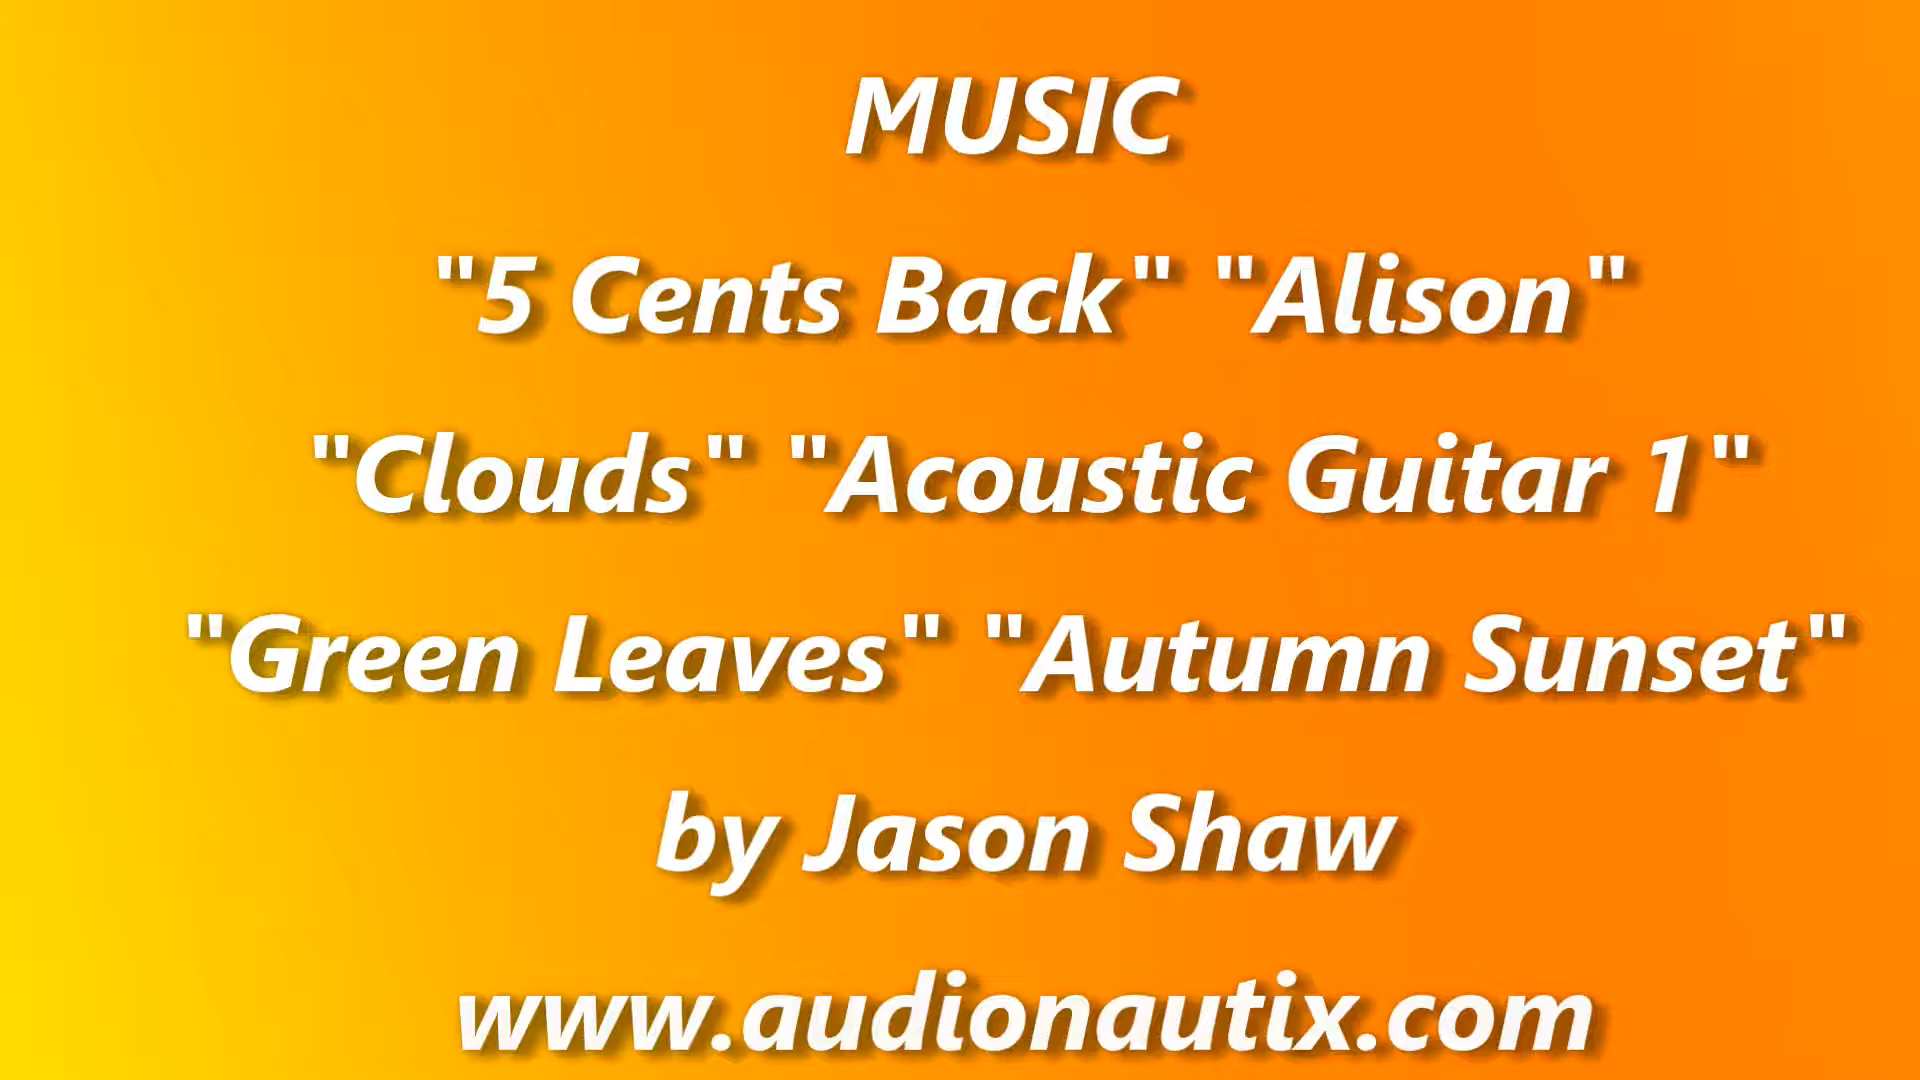 MUSIC
"5 Cents Back" "Alison"
"Clouds" "Acoustic Guitar 1"
"Green Leaves" "Autumn Sunset"
by Jason Shaw
www.audionautix.com